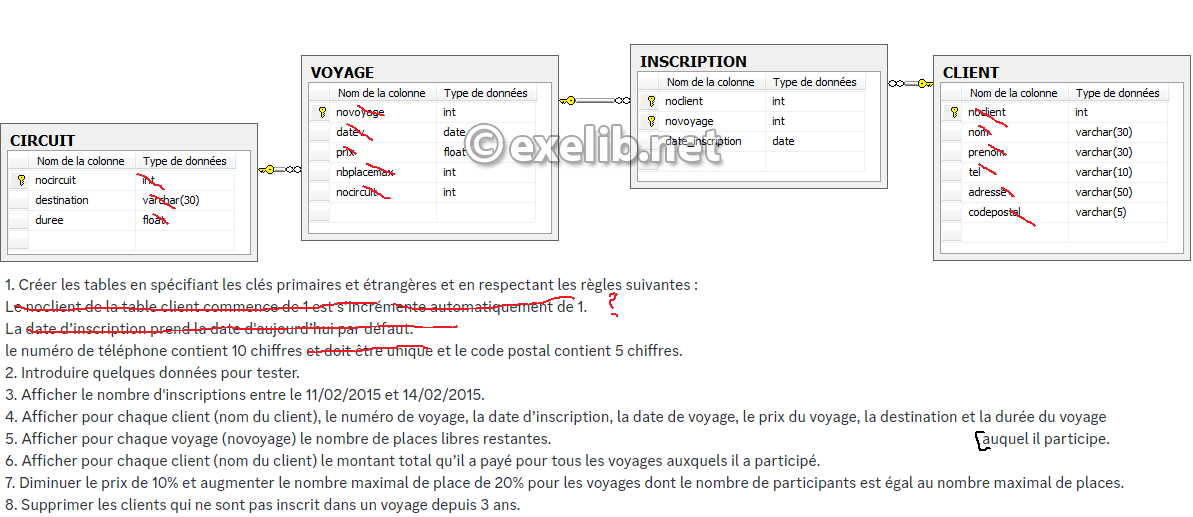 CIRCUIT
Nom de la colonne Type de données
nocircuit int
destination varchar(30)
duree float
VOYAGE
Nom de la colonne Type de données
novoyage int
date date
prix float
nbplacemax int
nocircuit int
INSCRIPTION
Nom de la colonne Type de données
noclient int
novoyage int
date_inscription date
CLIENT
Nom de la colonne Type de données
noclient int
nom varchar(30)
prenom varchar(30)
tel varchar(10)
adresse varchar(50)
codepostal varchar(5)
© exelib.net
1. Créer les tables en spécifiant les clés primaires et étrangères et en respectant les règles suivantes :
Le noclient de la table client commence de 1 est s'incrémente automatiquement de 1. ?
La date d'inscription prend la date d'aujourd'hui par défaut.
le numéro de téléphone contient 10 chiffres et doit être unique et le code postal contient 5 chiffres.
2. Introduire quelques données pour tester.
3. Afficher le nombre d'inscriptions entre le 11/02/2015 et 14/02/2015.
4. Afficher pour chaque client (nom du client), le numéro de voyage, la date d’inscription, la date de voyage, le prix du voyage, la destination et la durée du voyage
auquel il participe.
5. Afficher pour chaque voyage (novoyage) le nombre de places libres restantes.
6. Afficher pour chaque client (nom du client) le montant total qu’il a payé pour tous les voyages auxquels il a participé.
7. Diminuer le prix de 10% et augmenter le nombre maximal de place de 20% pour les voyages dont le nombre de participants est égal au nombre maximal de places.
8. Supprimer les clients qui ne sont pas inscrit dans un voyage depuis 3 ans.